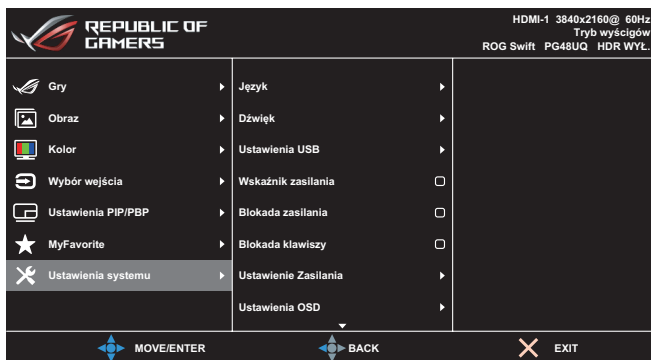 REPUBLIC OF
GAMERS
HDMI-1 3840x2160@ 60Hz
Tryb wyścigów
ROG Swift PG48UQ HDR WYŁ.
Gry
Obraz
Kolor
Wybór wejścia
Ustawienia PIP/PBP
MyFavorite
Ustawienia systemu
Język
Dźwięk
Ustawienia USB
Wskaźnik zasilania
Blokada zasilania
Blokada klawiszy
Ustawienie Zasilania
Ustawienia OSD
MOVE/ENTER
BACK
EXIT